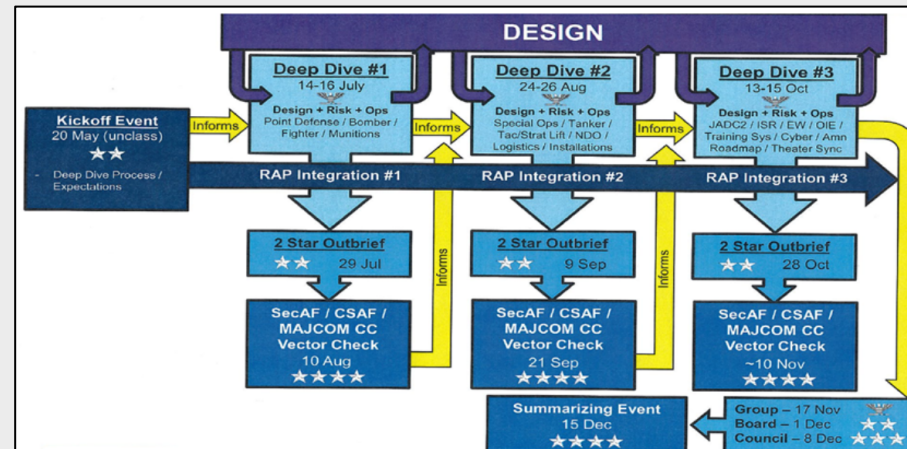 DESIGN
Kickoff Event
20 May (unclass)
- Deep Dive Process /
Expectations
Informs
Deep Dive #1
14-16 July
Design + Risk + Ops
Point Defense / Bomber /
Fighter / Munitions
Informs
Deep Dive #2
24-26 Aug
Design + Risk + Ops
Special Ops / Tanker /
Tac/Strat Lift / NDO /
Logistics / Installations
Informs
Deep Dive #3
13-15 Oct
Design + Risk + Ops
JADC2 / ISR / EW / OIE /
Training Sys / Cyber / Amn
Roadmap / Theater Sync
RAP Integration #1
RAP Integration #2
RAP Integration #3
2 Star Outbrief
29 Jul
Informs
2 Star Outbrief
9 Sep
Informs
2 Star Outbrief
28 Oct
SecAF / CSAF /
MAJCOM CC
Vector Check
10 Aug
SecAF / CSAF /
MAJCOM CC
Vector Check
21 Sep
SecAF / CSAF /
MAJCOM CC
Vector Check
~10 Nov
Summarizing Event
15 Dec
Group – 17 Nov
Board – 1 Dec
Council – 8 Dec